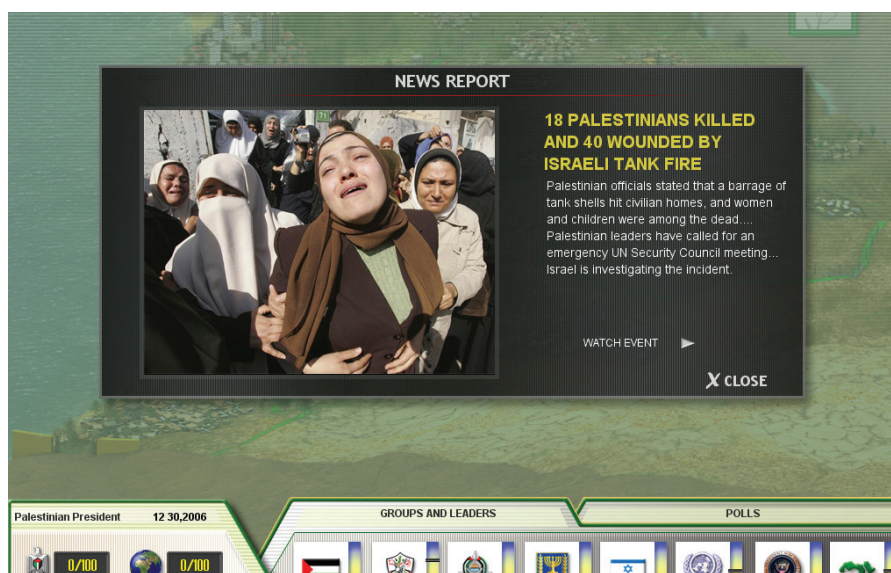 NEWS REPORT
71
18 PALESTINIANS KILLED
AND 40 WOUNDED BY
ISRAELI TANK FIRE
Palestinian officials stated that a barrage of
tank shells hit civilian homes, and women
and children were among the dead....
Palestinian leaders have called for an
emergency UN Security Council meeting...
Israel is investigating the incident.
WATCH EVENT
X CLOSE
Palestinian President 12 30,2006
GROUPS AND LEADERS
POLLS
0/100
0/100